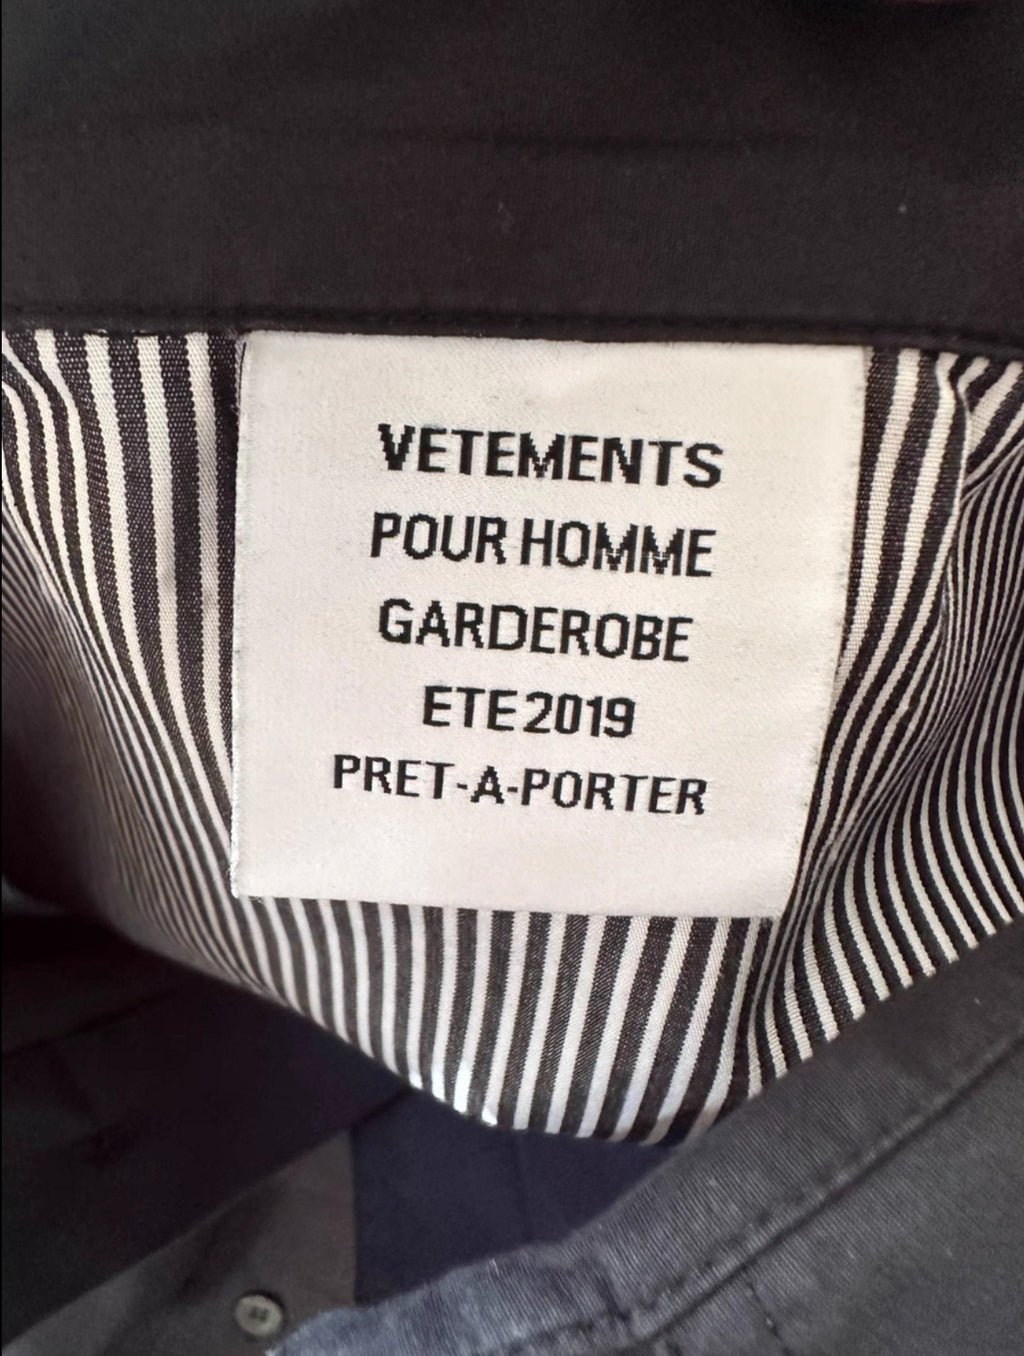 VETEMENTS
POUR HOMME
GARDEROBE
ETE 2019
PRET-A-PORTER